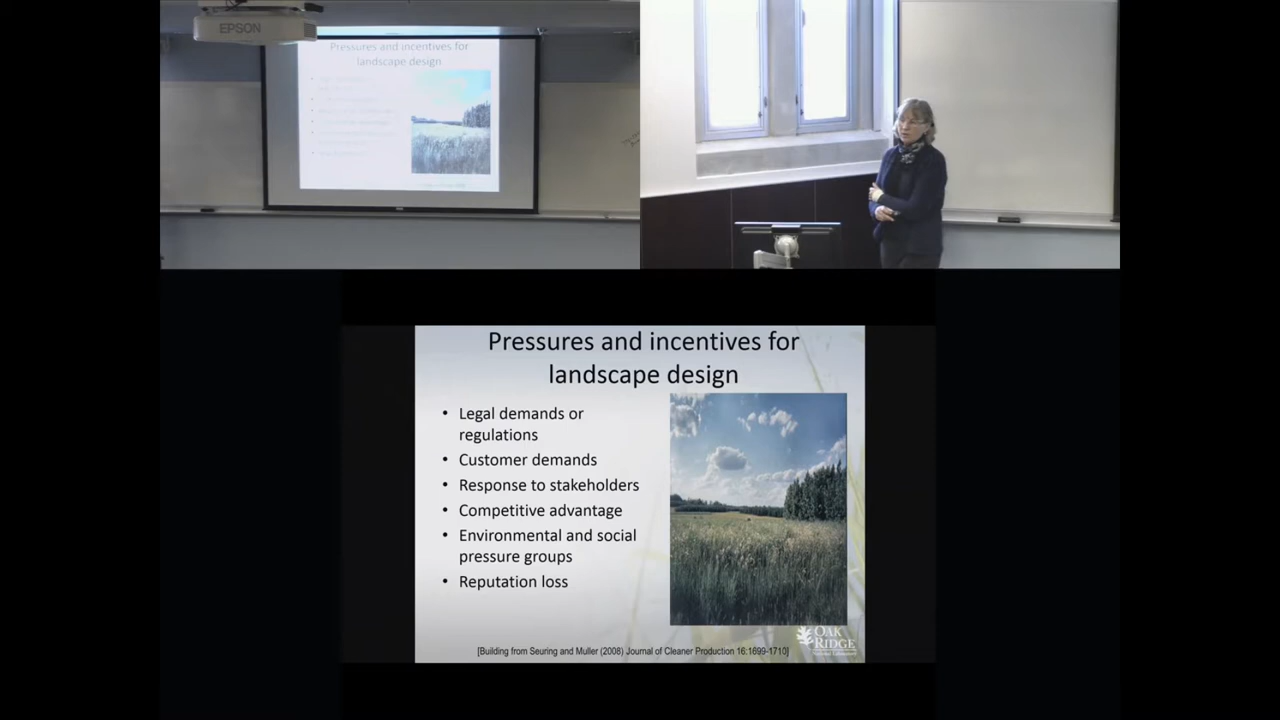 EPSON
Pressures and incentives for
landscape design
Pressures and incentives for
landscape design
• Legal demands or
regulations
• Customer demands
• Response to stakeholders
• Competitive advantage
• Environmental and social
pressure groups
• Reputation loss
OAK
RIDGE
[Building from Seuring and Muller (2008) Journal of Cleaner Production 16:1699-1710]